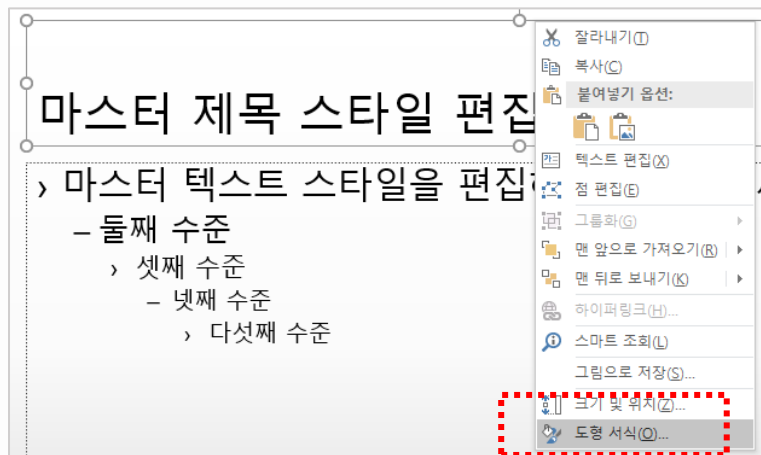 마스터 제목 스타일 편집
› 마스터 텍스트 스타일을
– 둘째 수준
› 셋째 수준
– 넷째 수준
› 다섯째 수준
잘라내기(T)
복사(C)
붙여넣기 옵션:
텍스트 편집(X)
점 편집(E)
그룹화(G)
맨 앞으로 가져오기(R)
맨 뒤로 보내기(K)
하이퍼링크(H)...
스마트 조회(L)
그림으로 저장(S)...
크기 및 위치(Z)...
도형 서식(O)...